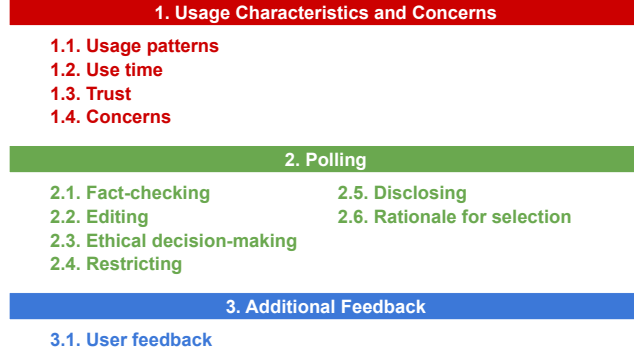 1. Usage Characteristics and Concerns
1.1. Usage patterns
1.2. Use time
1.3. Trust
1.4. Concerns
2. Polling
2.1. Fact-checking
2.2. Editing
2.3. Ethical decision-making
2.4. Restricting
2.5. Disclosing
2.6. Rationale for selection
3. Additional Feedback
3.1. User feedback